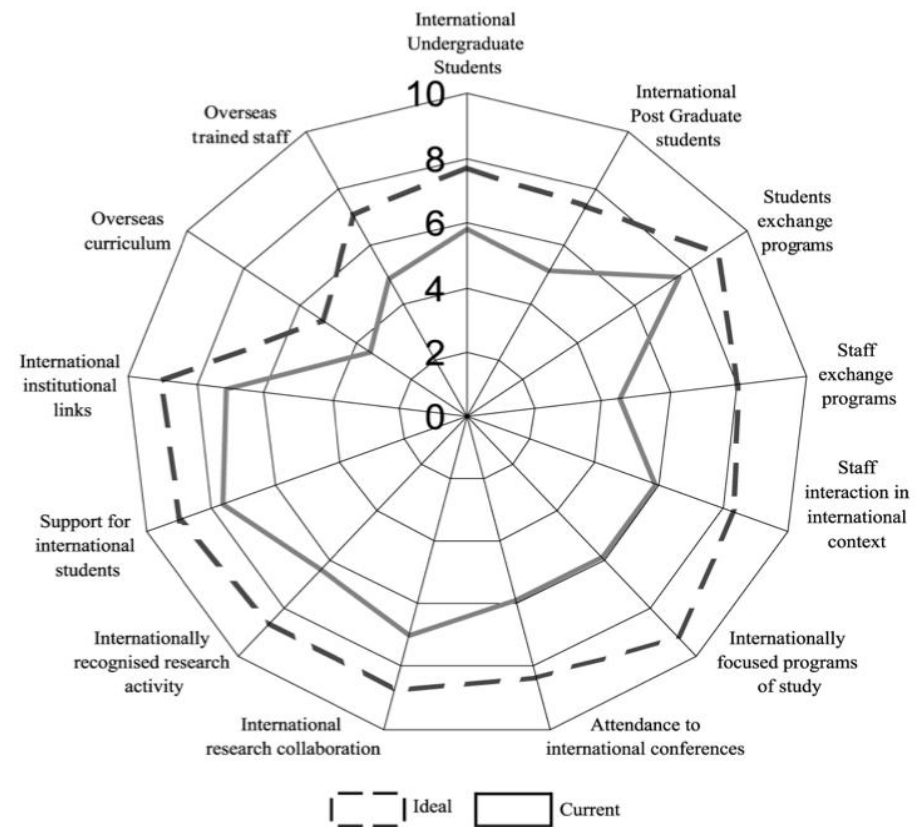 International
Undergraduate
Students
International
Post Graduate
students
Students
exchange
programs
Staff
exchange
programs
Staff
interaction in
international
context
Internationally
focused programs
of study
Attendance to
international conferences
International
research collaboration
Internationally
recognised research
activity
Support for
international
students
International
institutional
links
Overseas
curriculum
Overseas
trained staff
10
8
6
4
2
0
Ideal
Current